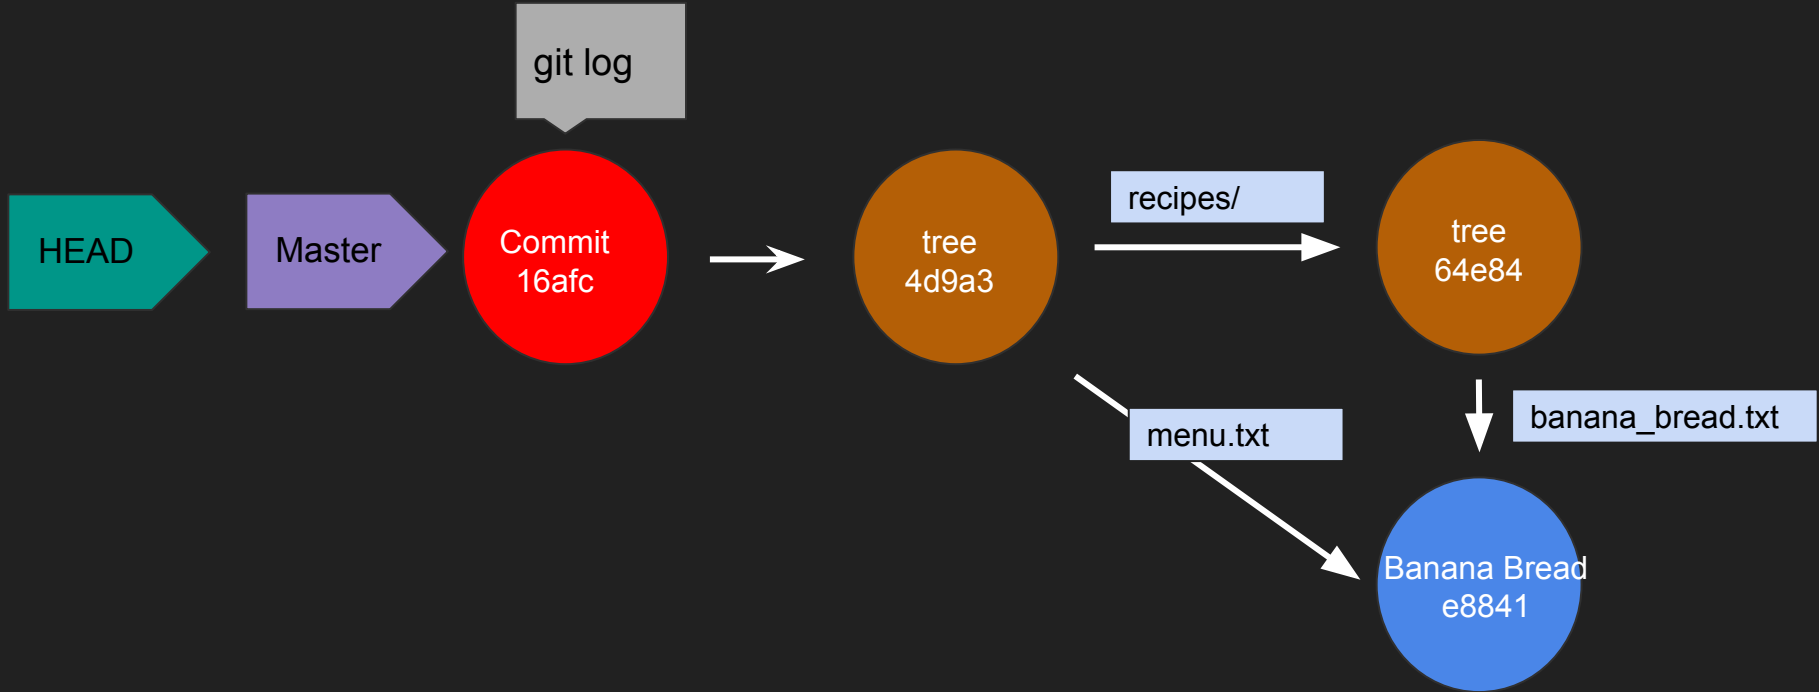 git log
HEAD
Master
Commit
16afc
tree
4d9a3
recipes/
tree
64e84
menu.txt
banana_bread.txt
Banana Bread
e8841